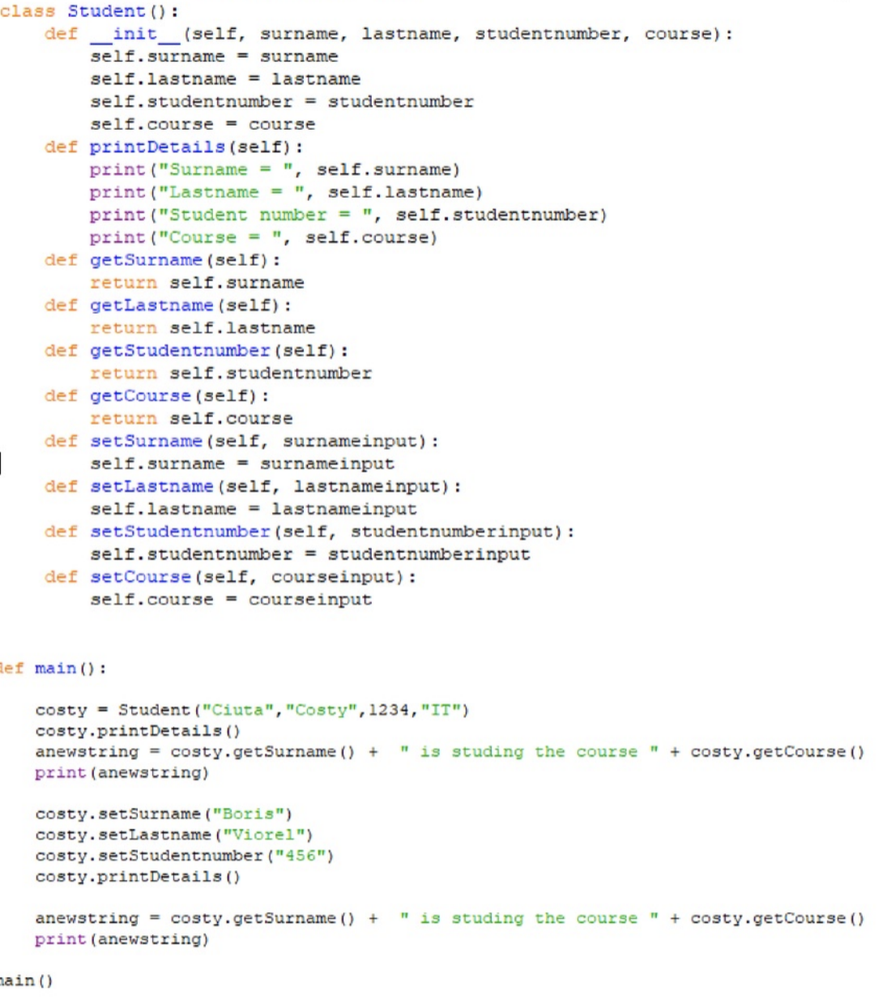 class Student():
    def __init__(self, surname, lastname, studentnumber, course):
        self.surname = surname
        self.lastname = lastname
        self.studentnumber = studentnumber
        self.course = course
    def printDetails(self):
        print("Surname = ", self.surname)
        print("Lastname = ", self.lastname)
        print("Student number = ", self.studentnumber)
        print("Course = ", self.course)
    def getSurname(self):
        return self.surname
    def getLastname(self):
        return self.lastname
    def getStudentnumber(self):
        return self.studentnumber
    def getCourse(self):
        return self.course
    def setSurname(self, surnameinput):
        self.surname = surnameinput
    def setLastname(self, lastnameinput):
        self.lastname = lastnameinput
    def setStudentnumber(self, studentnumberinput):
        self.studentnumber = studentnumberinput
    def setCourse(self, courseinput):
        self.course = courseinput
def main():
    costy = Student("Ciuta","Costy",1234,"IT")
    costy.printDetails()
    anewstring = costy.getSurname() +  " is studing the course " + costy.getCourse()
    print(anewstring)
    costy.setSurname("Boris")
    costy.setLastname("Viorel")
    costy.setStudentnumber("456")
    costy.printDetails()
    anewstring = costy.getSurname() +  " is studing the course " + costy.getCourse()
    print(anewstring)
main()